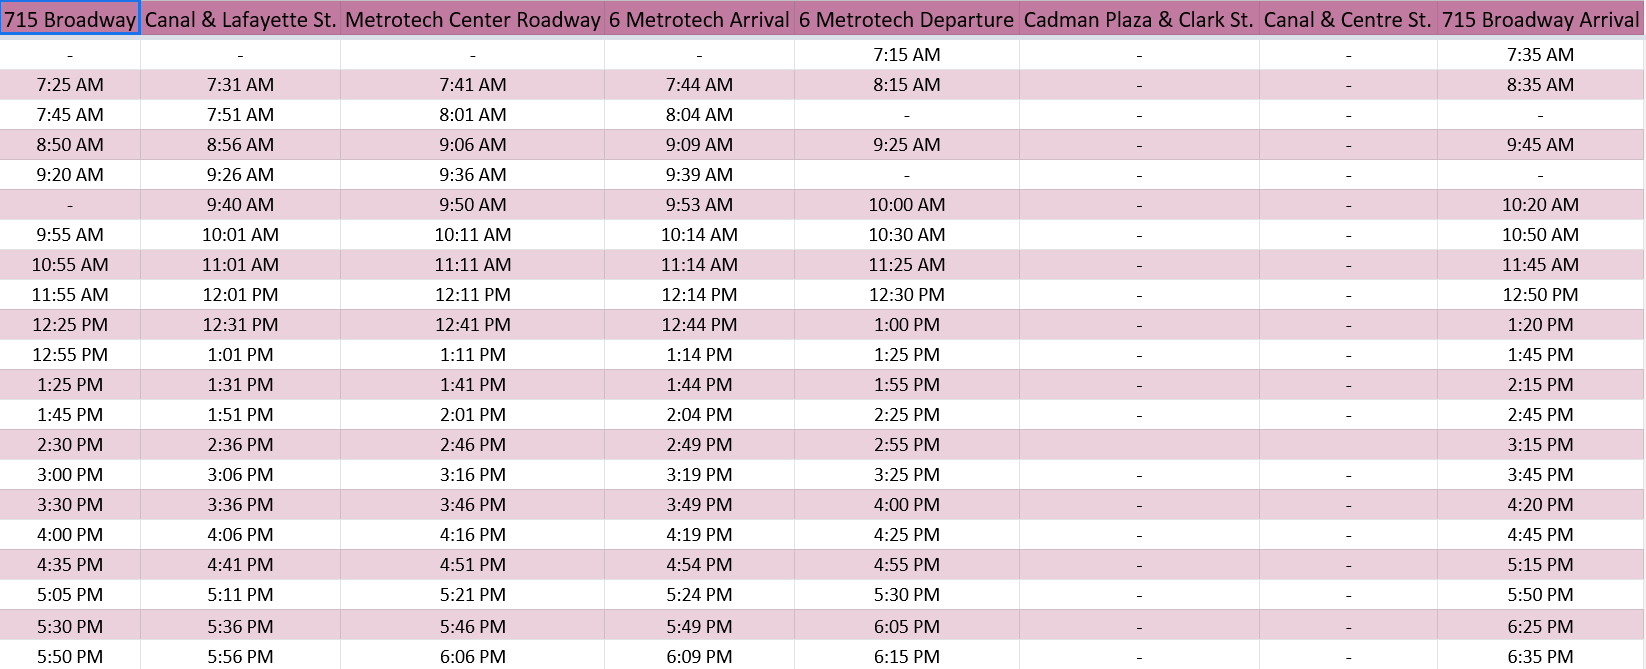 715 Broadway Canal & Lafayette St. Metrotech Center Roadway 6 Metrotech Arrival 6 Metrotech Departure Cadman Plaza & Clark St. Canal & Centre St. 715 Broadway Arrival
- - - - 7:15 AM - - 7:35 AM
7:25 AM 7:31 AM 7:41 AM 7:44 AM 8:15 AM - - 8:35 AM
7:45 AM 7:51 AM 8:01 AM 8:04 AM - - - -
8:50 AM 8:56 AM 9:06 AM 9:09 AM 9:25 AM - - 9:45 AM
9:20 AM 9:26 AM 9:36 AM 9:39 AM - - - -
- 9:40 AM 9:50 AM 9:53 AM 10:00 AM - - 10:20 AM
9:55 AM 10:01 AM 10:11 AM 10:14 AM 10:30 AM - - 10:50 AM
10:55 AM 11:01 AM 11:11 AM 11:14 AM 11:25 AM - - 11:45 AM
11:55 AM 12:01 PM 12:11 PM 12:14 PM 12:30 PM - - 12:50 PM
12:25 PM 12:31 PM 12:41 PM 12:44 PM 1:00 PM - - 1:20 PM
12:55 PM 1:01 PM 1:11 PM 1:14 PM 1:25 PM - - 1:45 PM
1:25 PM 1:31 PM 1:41 PM 1:44 PM 1:55 PM - - 2:15 PM
1:45 PM 1:51 PM 2:01 PM 2:04 PM 2:25 PM - - 2:45 PM
2:30 PM 2:36 PM 2:46 PM 2:49 PM 2:55 PM 3:15 PM
3:00 PM 3:06 PM 3:16 PM 3:19 PM 3:25 PM - - 3:45 PM
3:30 PM 3:36 PM 3:46 PM 3:49 PM 4:00 PM - - 4:20 PM
4:00 PM 4:06 PM 4:16 PM 4:19 PM 4:25 PM - - 4:45 PM
4:35 PM 4:41 PM 4:51 PM 4:54 PM 4:55 PM - - 5:15 PM
5:05 PM 5:11 PM 5:21 PM 5:24 PM 5:30 PM - - 5:50 PM
5:30 PM 5:36 PM 5:46 PM 5:49 PM 6:05 PM - - 6:25 PM
5:50 PM 5:56 PM 6:06 PM 6:09 PM 6:15 PM - - 6:35 PM